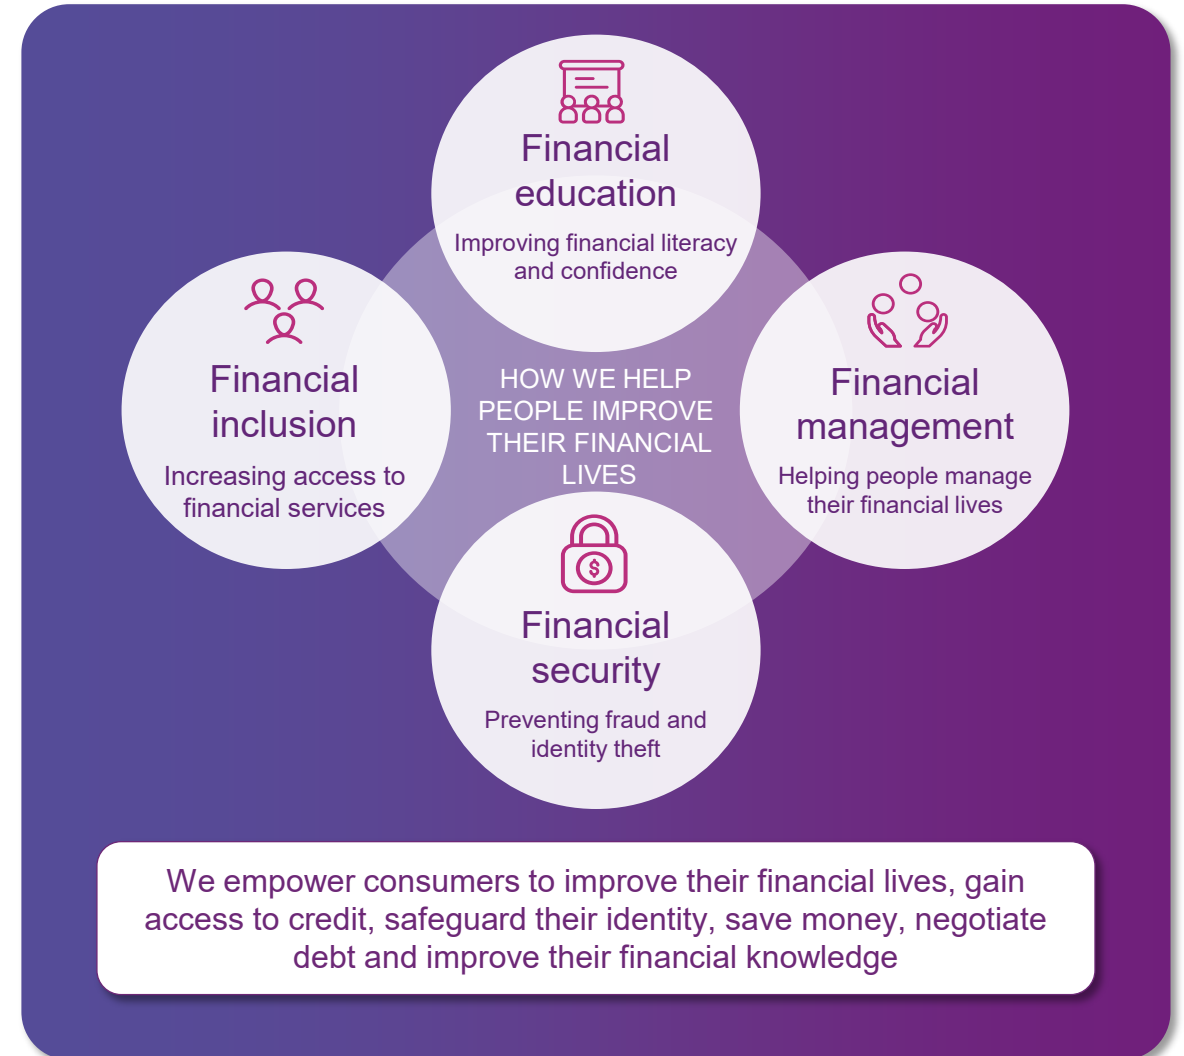 Financial
education
Improving financial literacy
and confidence
Financial
inclusion
Increasing access to
financial services
HOW WE HELP
PEOPLE IMPROVE
THEIR FINANCIAL
LIVES
Financial
management
Helping people manage
their financial lives
$
Financial
security
Preventing fraud and
identity theft
We empower consumers to improve their financial lives, gain
access to credit, safeguard their identity, save money, negotiate
debt and improve their financial knowledge